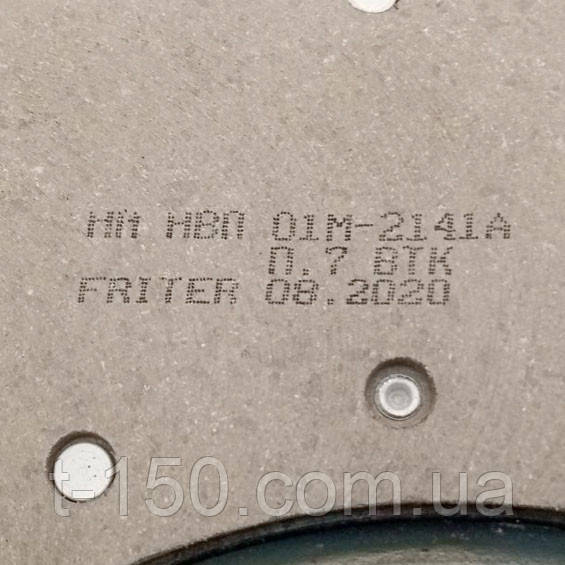 НМ НВП 01М-2141А
П.7 ВТК
FRITER 08.2020
t-150.com.ua